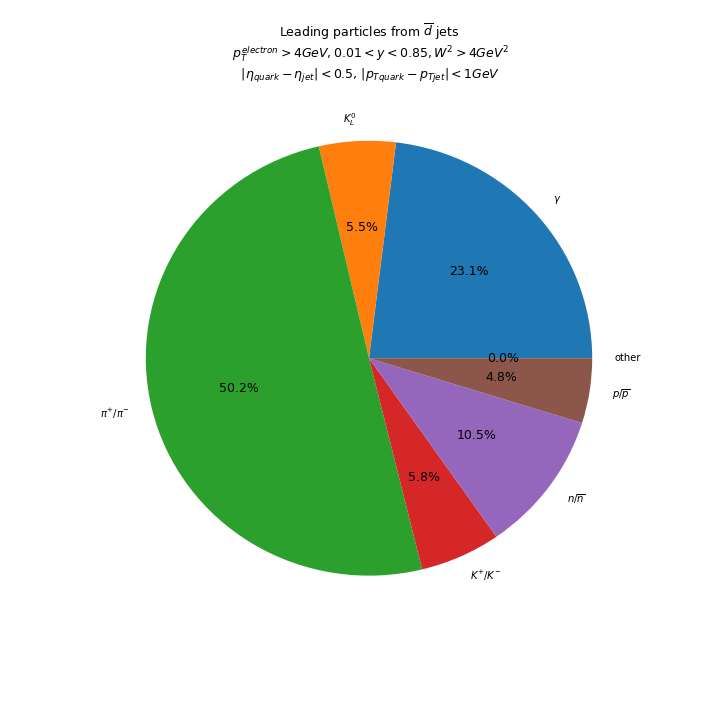 Leading particles from d̅ jets
p_T^electron > 4GeV, 0.01 < y < 0.85, W² > 4GeV²
|η_quark − η_jet| < 0.5, |p_Tquark − p_Tjet| < 1GeV
K_L^0
γ
5.5%
23.1%
0.0%
other
4.8%
p/p̅
50.2%
π⁺/π⁻
10.5%
5.8%
n/n̅
K⁺/K⁻